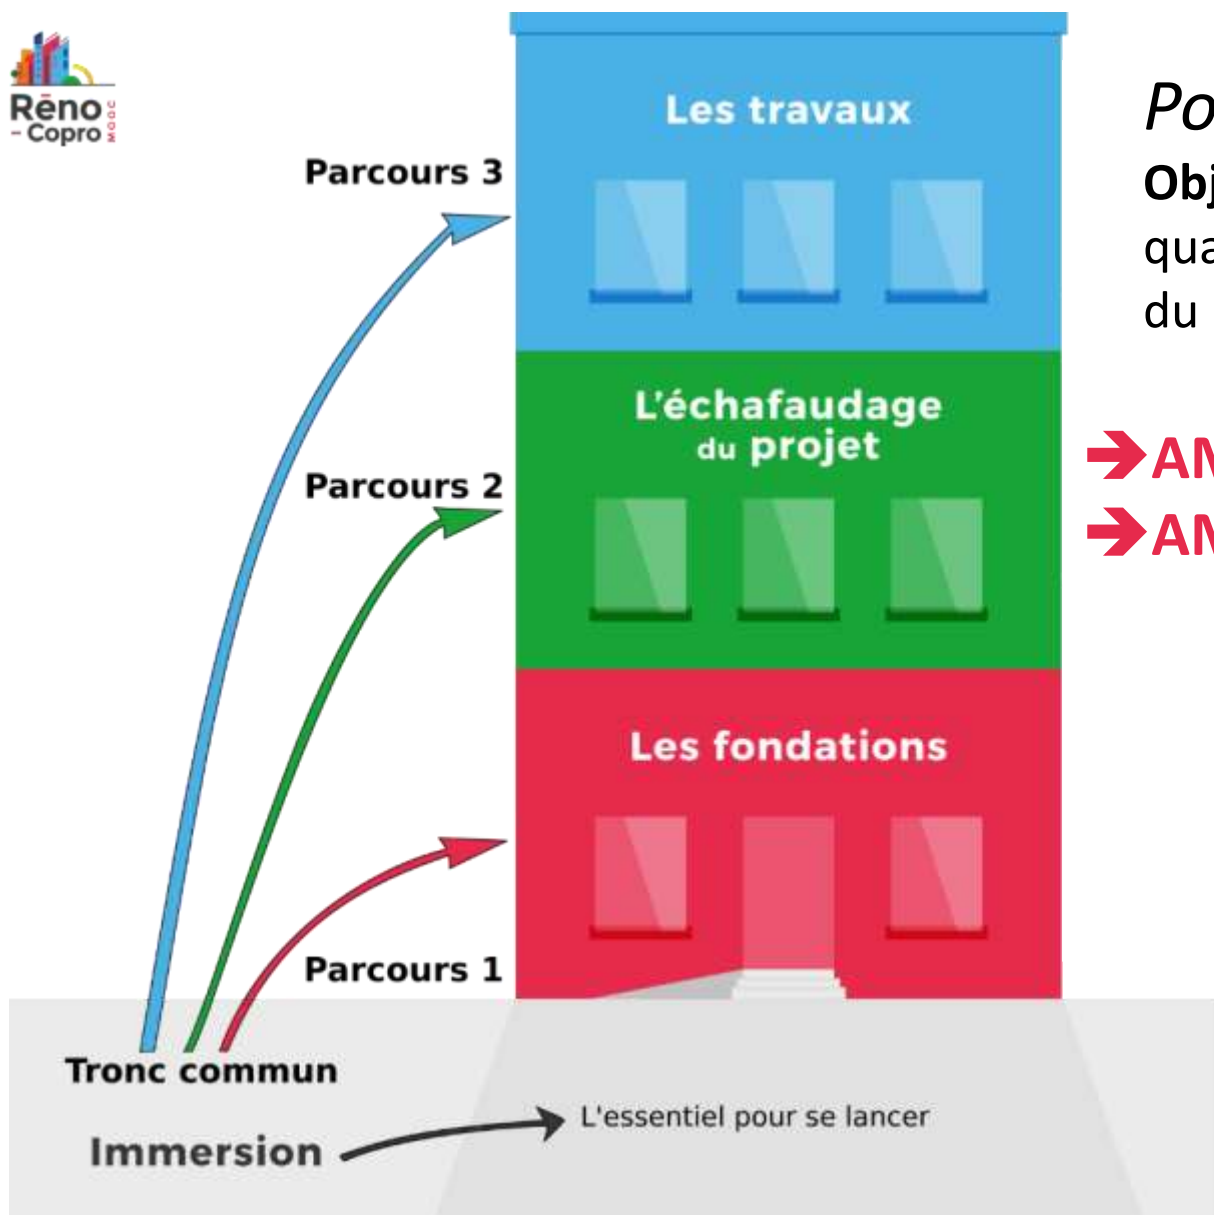 Rēno
- Copro
MOOC
Les travaux
Parcours 3
L'échafaudage
du projet
Parcours 2
Les fondations
Parcours 1
Tronc commun
L'essentiel pour se lancer
Immersion
du